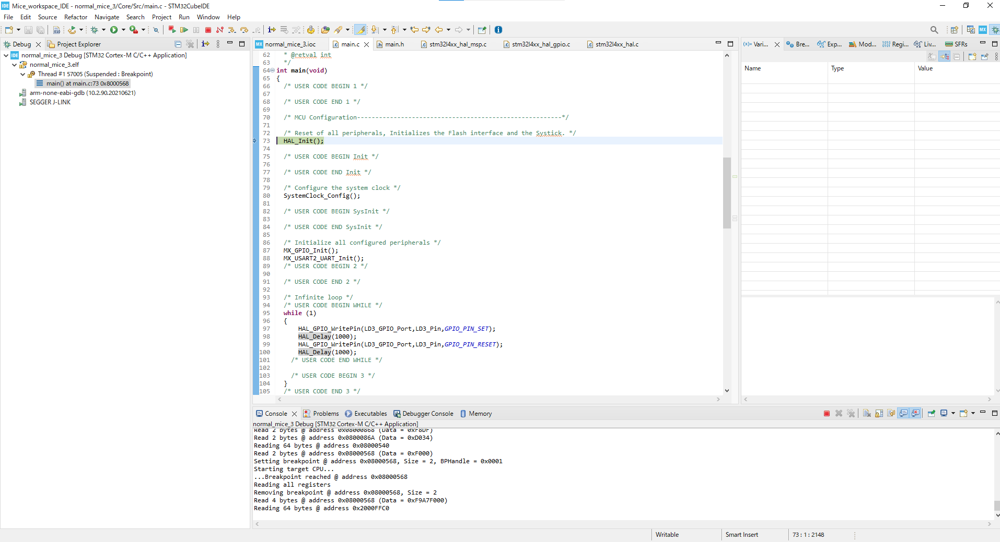 IDE Mice_workspace_IDE - normal_mice_3/Core/Src/main.c - STM32CubeIDE
File Edit Source Refactor Navigate Search Project Run Window Help
Debug Project Explorer
normal_mice_3 Debug [STM32 Cortex-M C/C++ Application]
normal_mice_3.elf
Thread #1 57005 (Suspended : Breakpoint)
main() at main.c:73 0x8000568
arm-none-eabi-gdb (10.2.90.20210621)
SEGGER J-LINK
MX normal_mice_3.ioc main.c main.h stm32l4xx_hal_msp.c stm32l4xx_hal_gpio.c stm32l4xx_hal.c
62 * @retval int
63 */
64 int main(void)
65 {
66 /* USER CODE BEGIN 1 */
67
68 /* USER CODE END 1 */
69
70 /* MCU Configuration--------------------------------------------------------*/
71
72 /* Reset of all peripherals, Initializes the Flash interface and the Systick. */
73 HAL_Init();
74
75 /* USER CODE BEGIN Init */
76
77 /* USER CODE END Init */
78
79 /* Configure the system clock */
80 SystemClock_Config();
81
82 /* USER CODE BEGIN SysInit */
83
84 /* USER CODE END SysInit */
85
86 /* Initialize all configured peripherals */
87 MX_GPIO_Init();
88 MX_USART2_UART_Init();
89 /* USER CODE BEGIN 2 */
90
91 /* USER CODE END 2 */
92
93 /* Infinite loop */
94 /* USER CODE BEGIN WHILE */
95 while (1)
96 {
97 HAL_GPIO_WritePin(LD3_GPIO_Port,LD3_Pin,GPIO_PIN_SET);
98 HAL_Delay(1000);
99 HAL_GPIO_WritePin(LD3_GPIO_Port,LD3_Pin,GPIO_PIN_RESET);
100 HAL_Delay(1000);
101 /* USER CODE END WHILE */
102
103 /* USER CODE BEGIN 3 */
104 }
105 /* USER CODE END 3 */
(x)= Vari... Bre... Exp... Mod... Regi... Liv... SFRs
Name Type Value
Console Problems Executables Debugger Console Memory
normal_mice_3 Debug [STM32 Cortex-M C/C++ Application]
Read 2 bytes @ address 0x08000868 (Data = 0xF8DF)
Read 2 bytes @ address 0x0800086A (Data = 0xD034)
Reading 64 bytes @ address 0x08000540
Read 2 bytes @ address 0x08000568 (Data = 0xF000)
Setting breakpoint @ address 0x08000568, Size = 2, BPHandle = 0x0001
Starting target CPU...
...Breakpoint reached @ address 0x08000568
Reading all registers
Removing breakpoint @ address 0x08000568, Size = 2
Read 4 bytes @ address 0x08000568 (Data = 0xF9A7F000)
Reading 64 bytes @ address 0x2000FFC0
Writable Smart Insert 73 : 1 : 2148